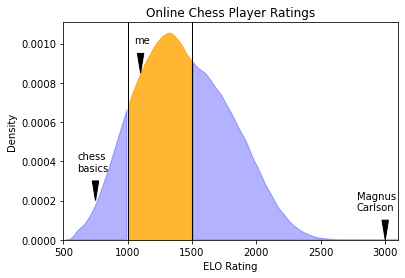 Online Chess Player Ratings
me
chess
basics
Magnus
Carlson
0.0010
0.0008
0.0006
0.0004
0.0002
0.0000
Density
500
1000
1500
2000
2500
3000
ELO Rating